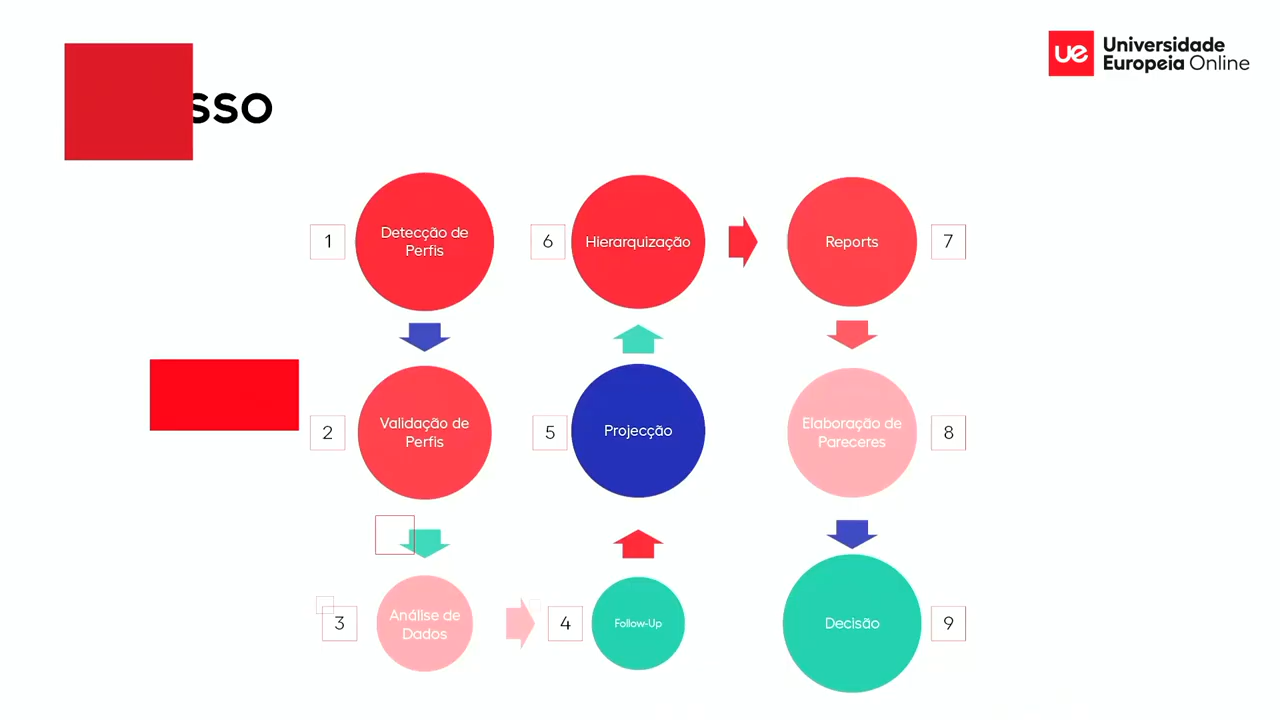 Universidade
Europeia Online
ue
sso
1
Detecção de
Perfis
2
Validação de
Perfis
3
Análise de
Dados
4
Follow-Up
5
Projecção
6
Hierarquização
7
Reports
8
Elaboração de
Pareceres
9
Decisão